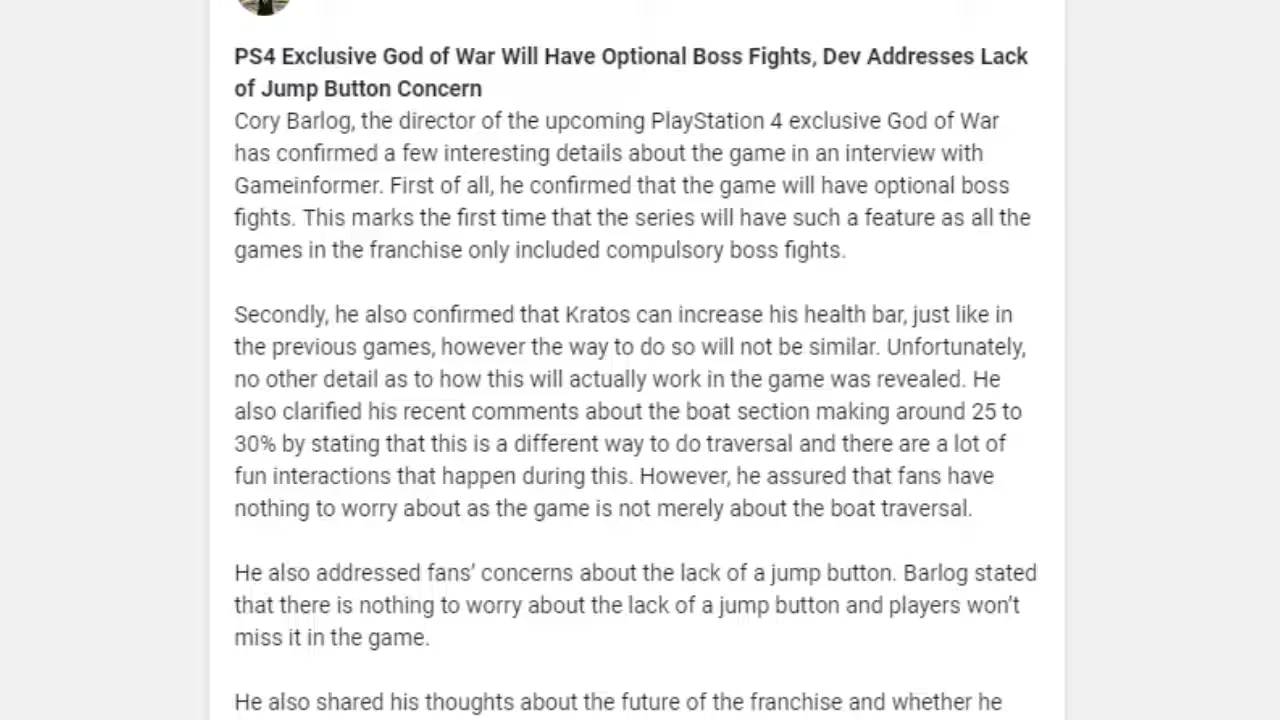 PS4 Exclusive God of War Will Have Optional Boss Fights, Dev Addresses Lack
of Jump Button Concern
Cory Barlog, the director of the upcoming PlayStation 4 exclusive God of War
has confirmed a few interesting details about the game in an interview with
Gameinformer. First of all, he confirmed that the game will have optional boss
fights. This marks the first time that the series will have such a feature as all the
games in the franchise only included compulsory boss fights.
Secondly, he also confirmed that Kratos can increase his health bar, just like in
the previous games, however the way to do so will not be similar. Unfortunately,
no other detail as to how this will actually work in the game was revealed. He
also clarified his recent comments about the boat section making around 25 to
30% by stating that this is a different way to do traversal and there are a lot of
fun interactions that happen during this. However, he assured that fans have
nothing to worry about as the game is not merely about the boat traversal.
He also addressed fans’ concerns about the lack of a jump button. Barlog stated
that there is nothing to worry about the lack of a jump button and players won’t
miss it in the game.
He also shared his thoughts about the future of the franchise and whether he